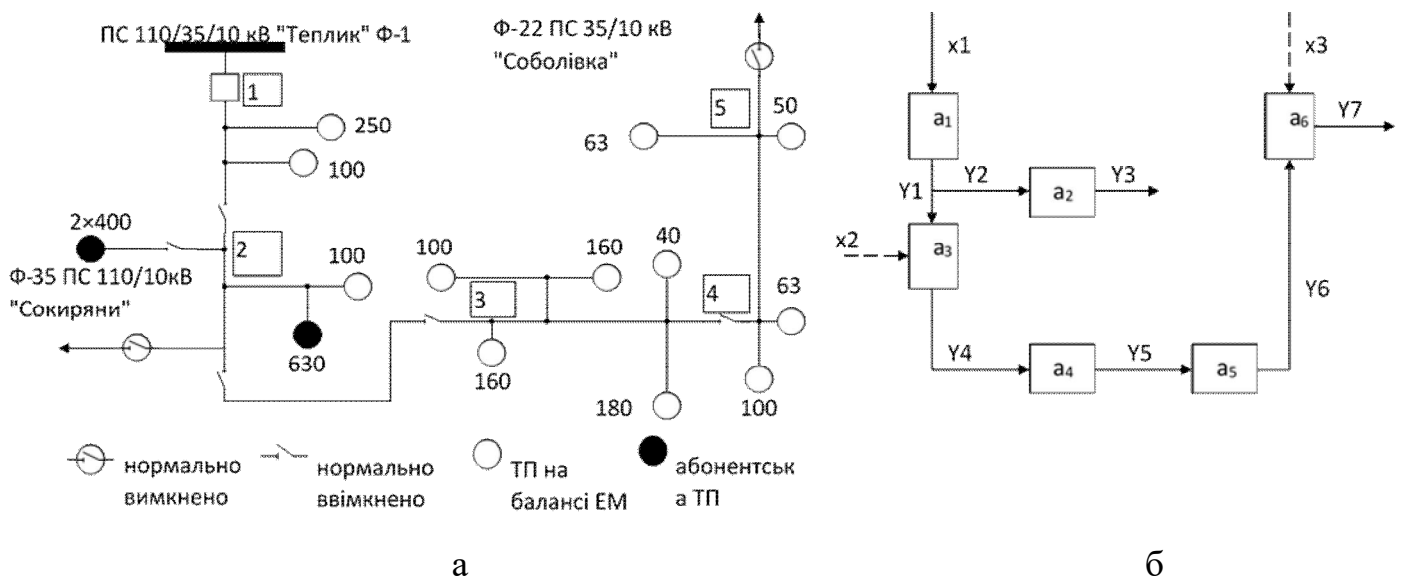 ПС 110/35/10 кВ "Теплик" Ф-1
1
250
100
2×400
2
Ф-35 ПС 110/10кВ
"Сокиряни"
100
630
Ф-22 ПС 35/10 кВ
"Соболівка"
5
50
63
100
160
40
3
4
63
160
180
100
нормально
вимкнено
нормально
ввімкнено
ТП на
балансі ЕМ
абонентськ
а ТП
а
x1
x3
a1
a6
Y7
Y1
Y2
a2
Y3
x2
a3
Y6
Y4
a4
Y5
a5
б